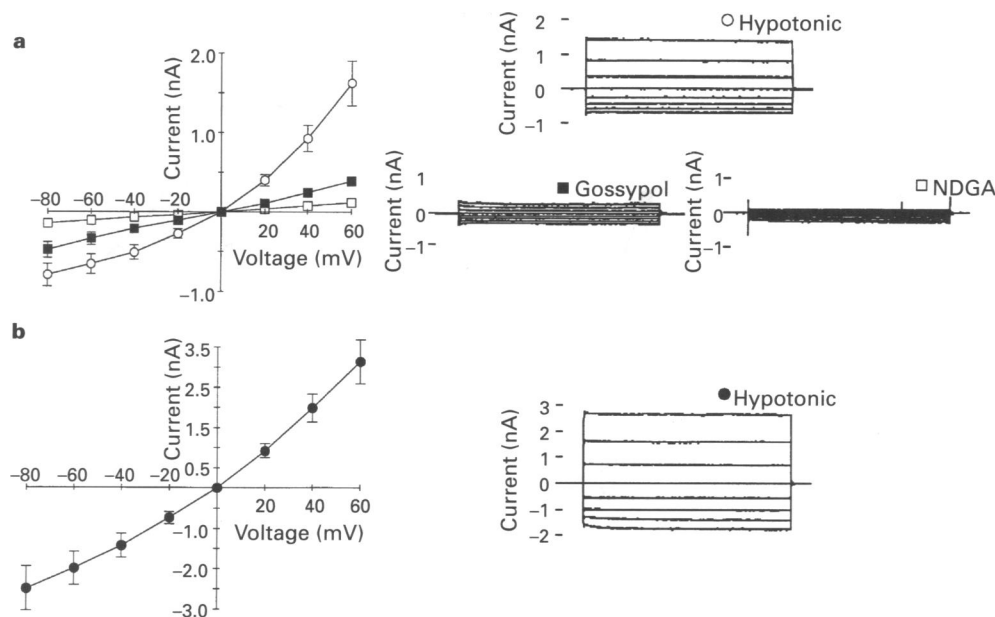 a
Current (nA)
2.0
1.0
−1.0
−80 −60 −40 −20
20 40 60
Voltage (mV)
Current (nA)
2
1
0
−1
Hypotonic
Current (nA)
1
0
−1
Gossypol
Current (nA)
1
0
−1
NDGA
b
Current (nA)
3.5
2.5
1.5
0.5
−1.0
−2.0
−3.0
−80 −60 −40 −20
20 40 60
Voltage (mV)
Current (nA)
3
2
1
0
−1
−2
Hypotonic